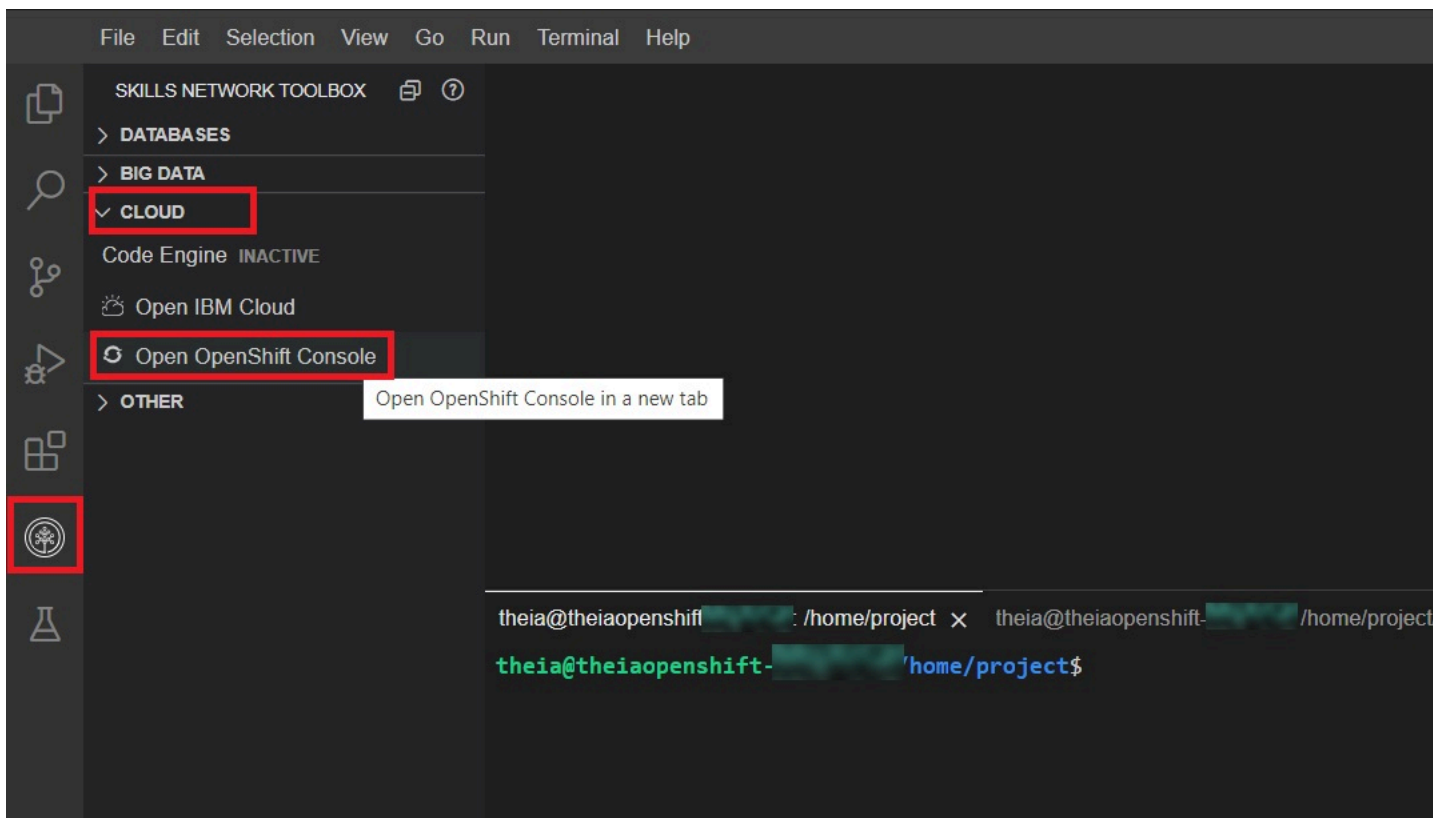 File Edit Selection View Go Run Terminal Help
SKILLS NETWORK TOOLBOX
DATABASES
BIG DATA
CLOUD
Code Engine INACTIVE
Open IBM Cloud
Open OpenShift Console
Open OpenShift Console in a new tab
OTHER
theia@theiaopenshift : /home/project theia@theiaopenshift- /home/project
theia@theiaopenshift- /home/project$